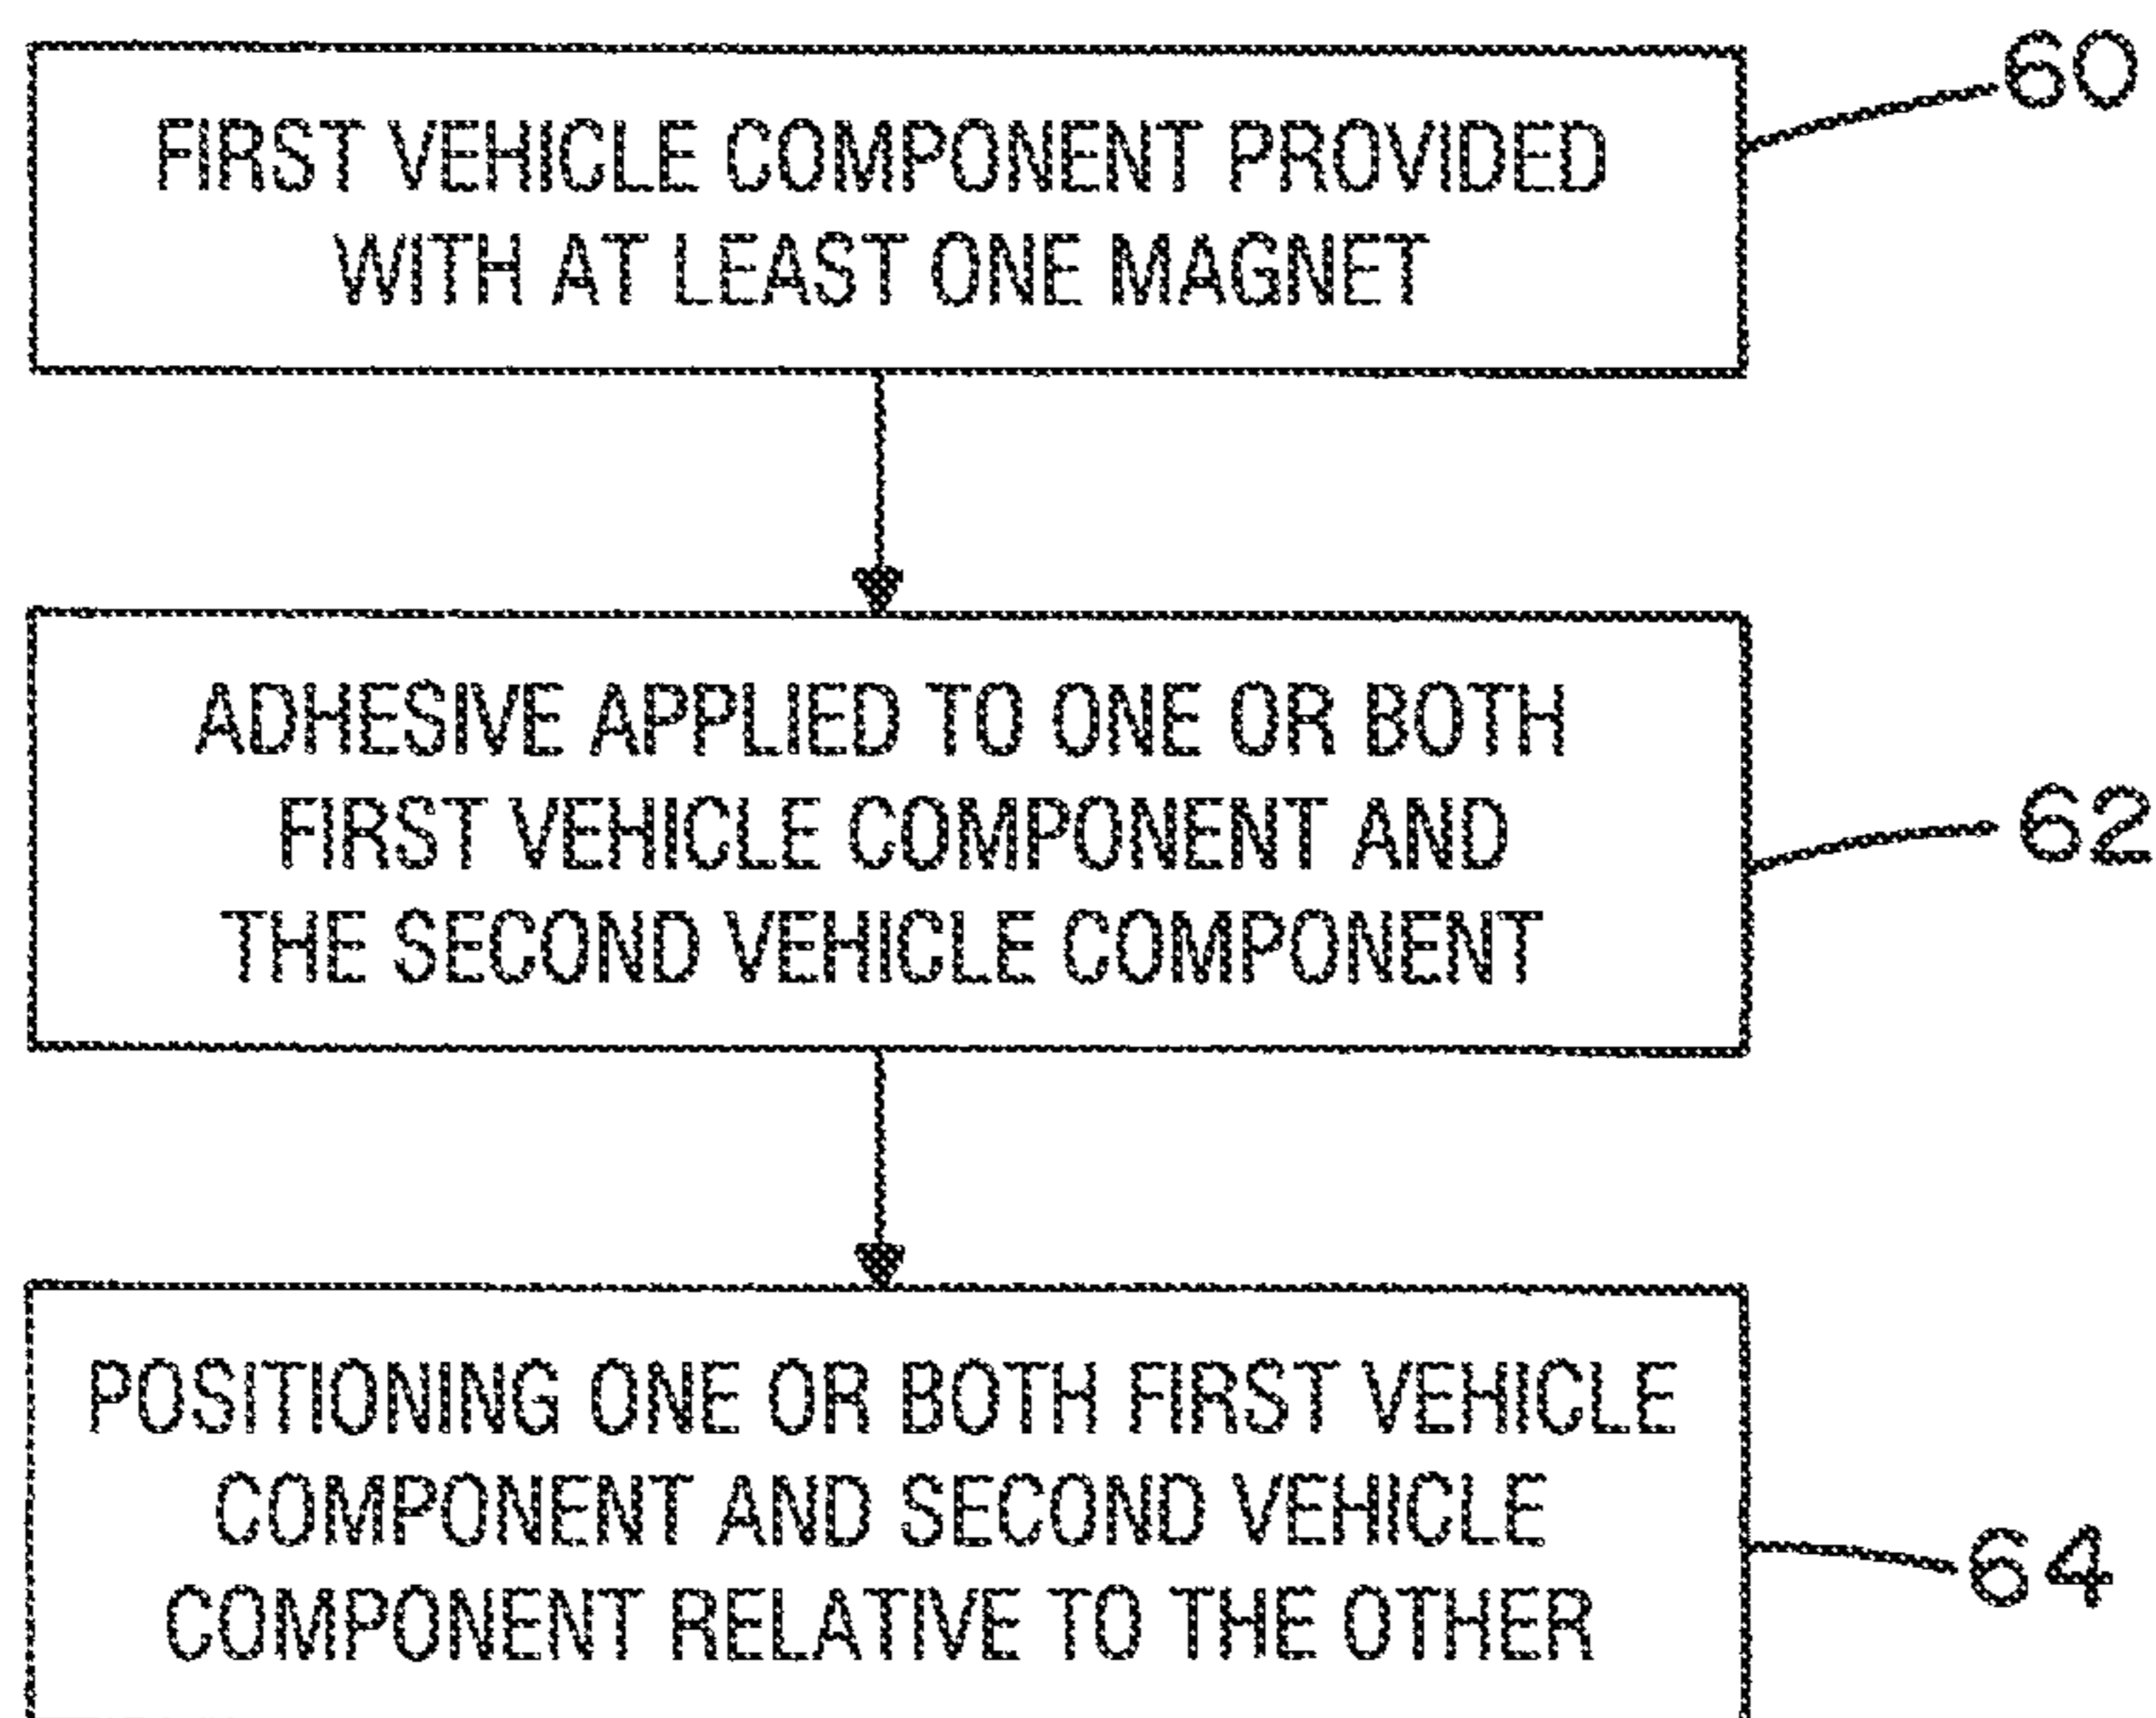 60
FIRST VEHICLE COMPONENT PROVIDED
WITH AT LEAST ONE MAGNET
ADHESIVE APPLIED TO ONE OR BOTH
FIRST VEHICLE COMPONENT AND
THE SECOND VEHICLE COMPONENT
62
POSITIONING ONE OR BOTH FIRST VEHICLE
COMPONENT AND SECOND VEHICLE
COMPONENT RELATIVE TO THE OTHER
64